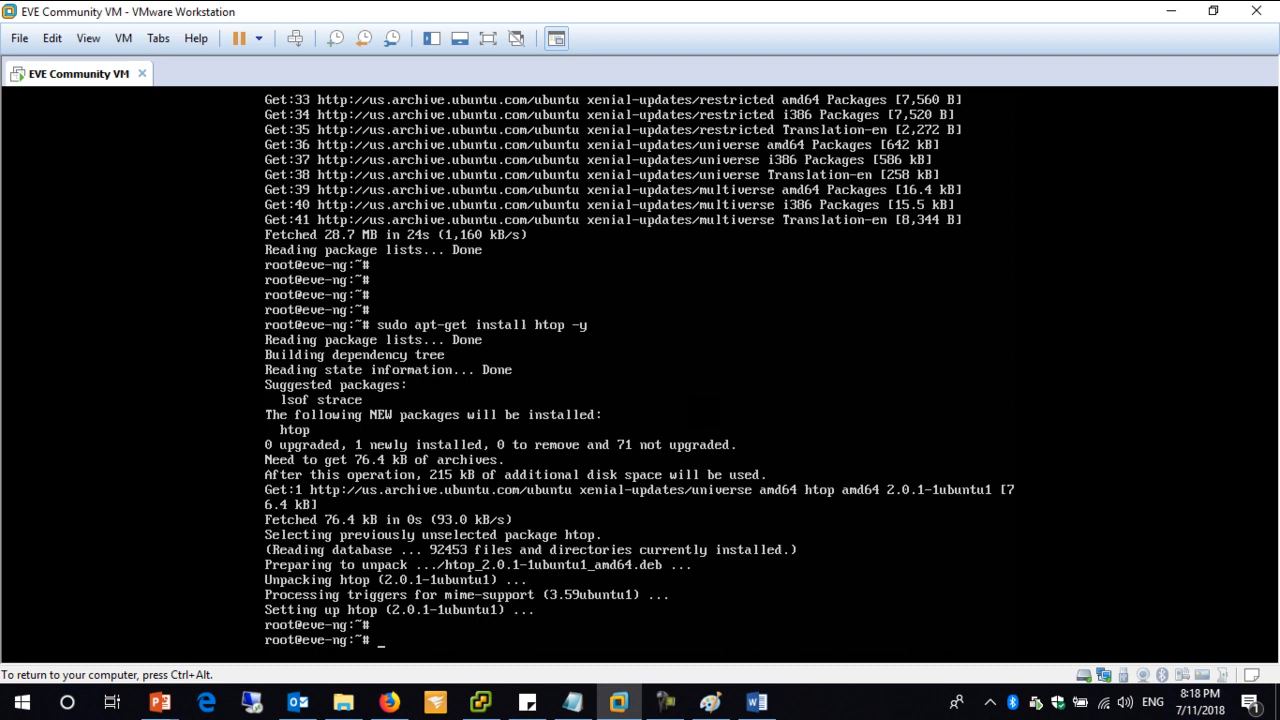 EVE Community VM - VMware Workstation
File Edit View VM Tabs Help
EVE Community VM
Get:33 http://us.archive.ubuntu.com/ubuntu xenial-updates/restricted amd64 Packages [7,560 B]
Get:34 http://us.archive.ubuntu.com/ubuntu xenial-updates/restricted i386 Packages [7,520 B]
Get:35 http://us.archive.ubuntu.com/ubuntu xenial-updates/restricted Translation-en [2,272 B]
Get:36 http://us.archive.ubuntu.com/ubuntu xenial-updates/universe amd64 Packages [642 kB]
Get:37 http://us.archive.ubuntu.com/ubuntu xenial-updates/universe i386 Packages [586 kB]
Get:38 http://us.archive.ubuntu.com/ubuntu xenial-updates/universe Translation-en [258 kB]
Get:39 http://us.archive.ubuntu.com/ubuntu xenial-updates/multiverse amd64 Packages [16.4 kB]
Get:40 http://us.archive.ubuntu.com/ubuntu xenial-updates/multiverse i386 Packages [15.5 kB]
Get:41 http://us.archive.ubuntu.com/ubuntu xenial-updates/multiverse Translation-en [8,344 B]
Fetched 28.7 MB in 24s (1,160 kB/s)
Reading package lists... Done
root@eve-ng:~#
root@eve-ng:~#
root@eve-ng:~#
root@eve-ng:~#
root@eve-ng:~# sudo apt-get install htop -y
Reading package lists... Done
Building dependency tree
Reading state information... Done
Suggested packages:
lsof strace
The following NEW packages will be installed:
htop
0 upgraded, 1 newly installed, 0 to remove and 71 not upgraded.
Need to get 76.4 kB of archives.
After this operation, 215 kB of additional disk space will be used.
Get:1 http://us.archive.ubuntu.com/ubuntu xenial-updates/universe amd64 htop amd64 2.0.1-1ubuntu1 [7
6.4 kB]
Fetched 76.4 kB in 0s (93.0 kB/s)
Selecting previously unselected package htop.
(Reading database ... 92453 files and directories currently installed.)
Preparing to unpack .../htop_2.0.1-1ubuntu1_amd64.deb ...
Unpacking htop (2.0.1-1ubuntu1) ...
Processing triggers for mime-support (3.59ubuntu1) ...
Setting up htop (2.0.1-1ubuntu1) ...
root@eve-ng:~#
root@eve-ng:~# _
To return to your computer, press Ctrl+Alt.
ENG
8:18 PM
7/11/2018